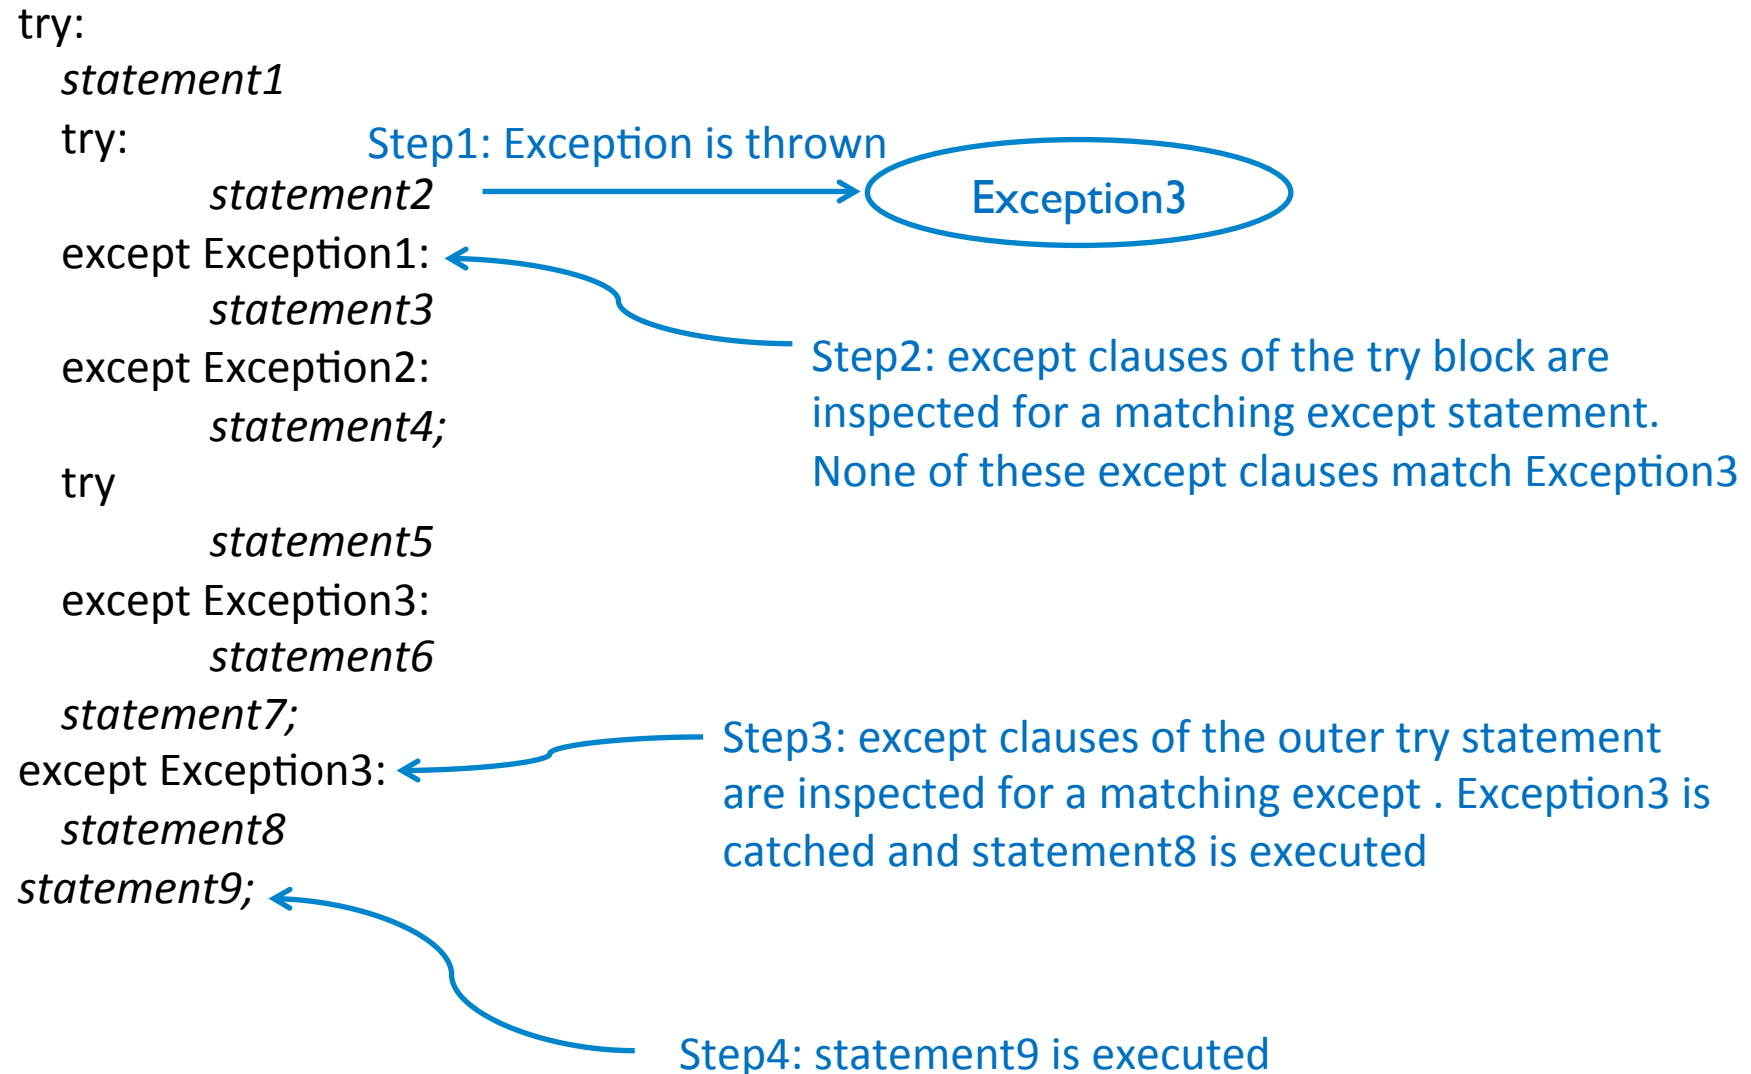 try:
statement1
try:
Step1: Exception is thrown
statement2
Exception3
except Exception1:
statement3
except Exception2:
statement4;
Step2: except clauses of the try block are
inspected for a matching except statement.
None of these except clauses match Exception3
try
statement5
except Exception3:
statement6
statement7;
except Exception3:
statement8
Step3: except clauses of the outer try statement
are inspected for a matching except . Exception3 is
catched and statement8 is executed
statement9;
Step4: statement9 is executed